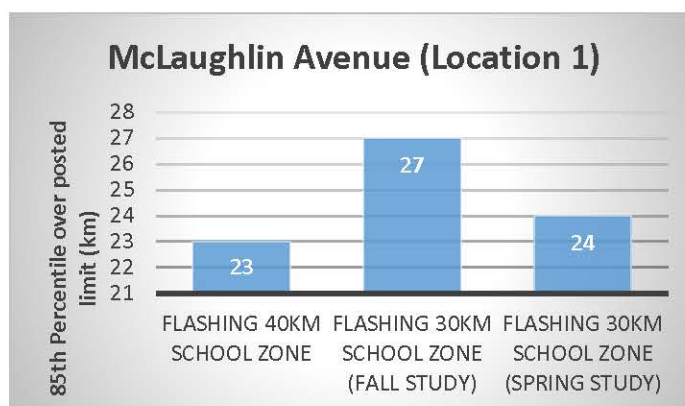 McLaughlin Avenue (Location 1)
85th Percentile over posted
limit (km)
28
27
26
25
24
23
22
21
23
27
24
FLASHING 40KM
SCHOOL ZONE
FLASHING 30KM
SCHOOL ZONE
(FALL STUDY)
FLASHING 30KM
SCHOOL ZONE
(SPRING STUDY)